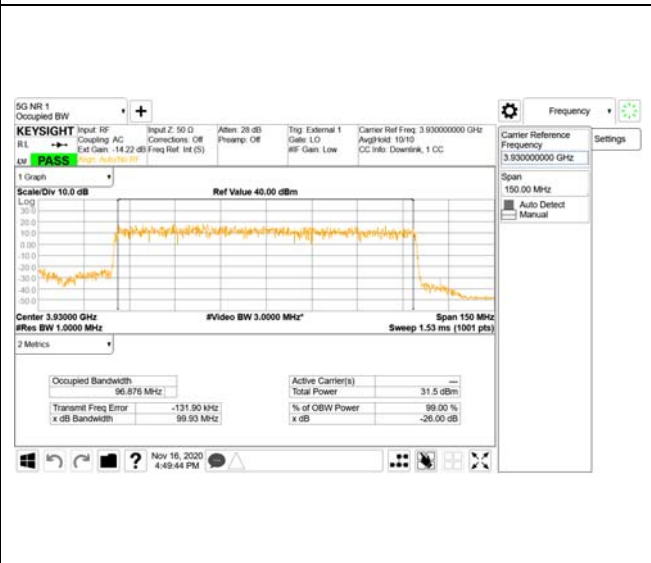 5G NR 1
Occupied BW
+
Frequency
KEYSIGHT
Input: RF
Coupling: AC
Ext Gain: -14.22 dB
Align: Auto/No RF
Input Z: 50 Ω
Corrections: Off
Freq Ref: Int (S)
Atten: 28 dB
Preamp: Off
Trig: External 1
Gate: LO
#IF Gain: Low
Carrier Ref Freq: 3.930000000 GHz
Avg|Hold: 10/10
CC Info: Downlink, 1 CC
PASS
Carrier Reference
Frequency
3.930000000 GHz
Settings
Span
150.00 MHz
Auto Detect
Manual
1 Graph
Scale/Div 10.0 dB
Ref Value 40.00 dBm
Log
30.0
20.0
10.0
0.00
-10.0
-20.0
-30.0
-40.0
-50.0
Center 3.93000 GHz
#Video BW 3.0000 MHz*
Span 150 MHz
#Res BW 1.0000 MHz
Sweep 1.53 ms (1001 pts)
2 Metrics
Occupied Bandwidth
96.876 MHz
Active Carrier(s)
---
Total Power
31.5 dBm
Transmit Freq Error
-131.90 kHz
% of OBW Power
99.00 %
x dB Bandwidth
99.93 MHz
x dB
-26.00 dB
?
Nov 16, 2020
4:49:44 PM